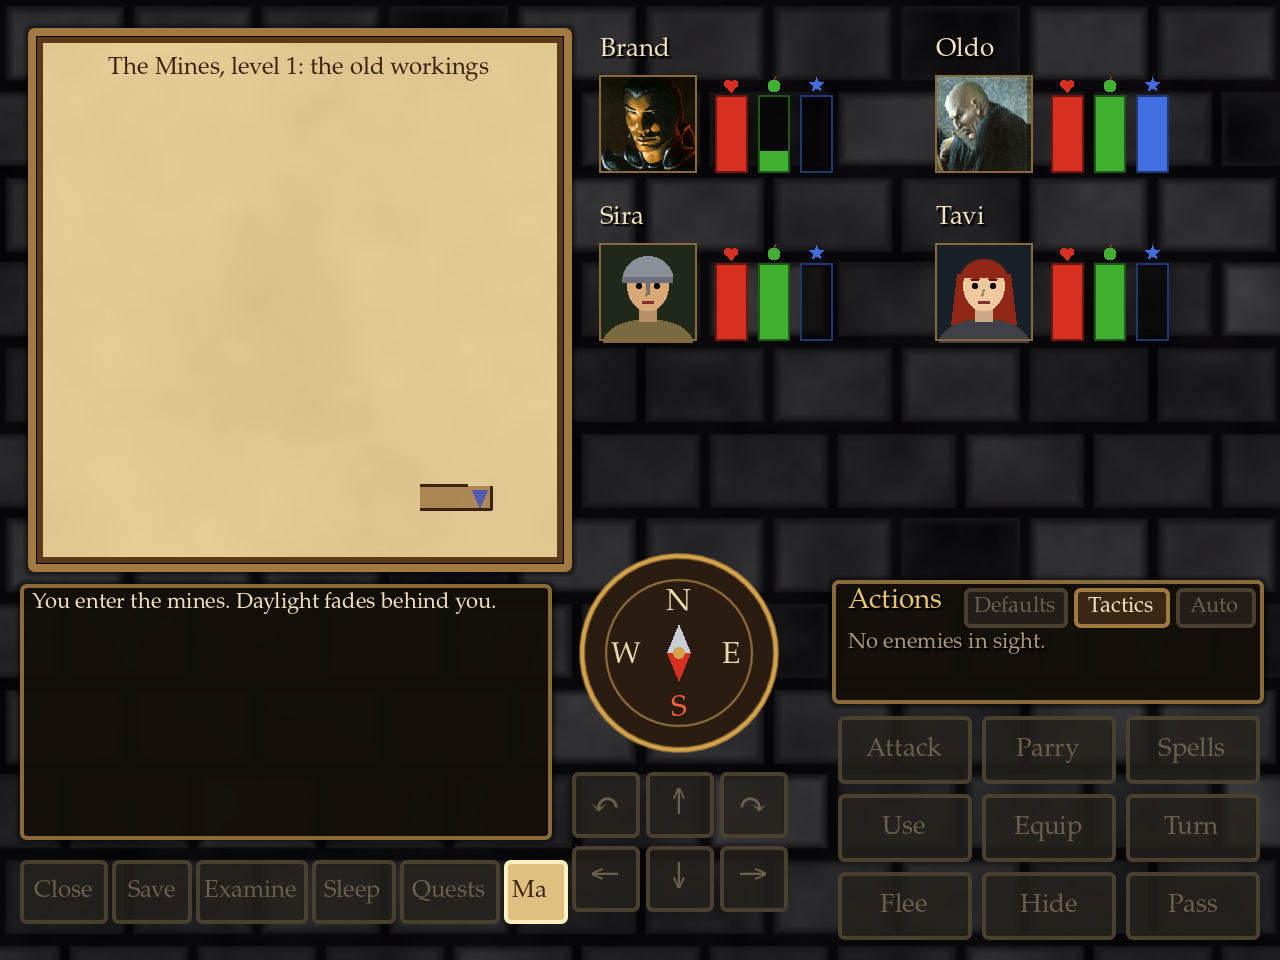 The Mines, level 1: the old workings
Brand
Oldo
Sira
Tavi
You enter the mines. Daylight fades behind you.
N
W
E
S
Actions
Defaults
Tactics
Auto
No enemies in sight.
Attack
Parry
Spells
Use
Equip
Turn
Flee
Hide
Pass
Close
Save
Examine
Sleep
Quests
Ma